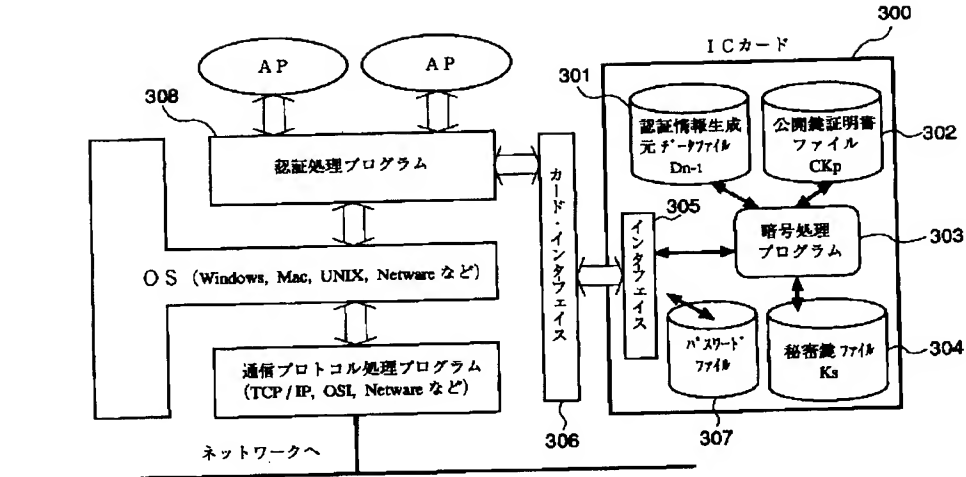 300
ICカード
AP
AP
308
301
認証情報生成
元データファイル
Dn-1
公開鍵証明書
ファイル
CKp
302
認証処理プログラム
カード・インタフェイス
305
インタフェイス
暗号処理
プログラム
303
OS (Windows, Mac, UNIX, Netware など)
通信プロトコル処理プログラム
(TCP / IP, OSI, Netware など)
パスワード
ファイル
秘密鍵ファイル
Ks
304
306
307
ネットワークへ